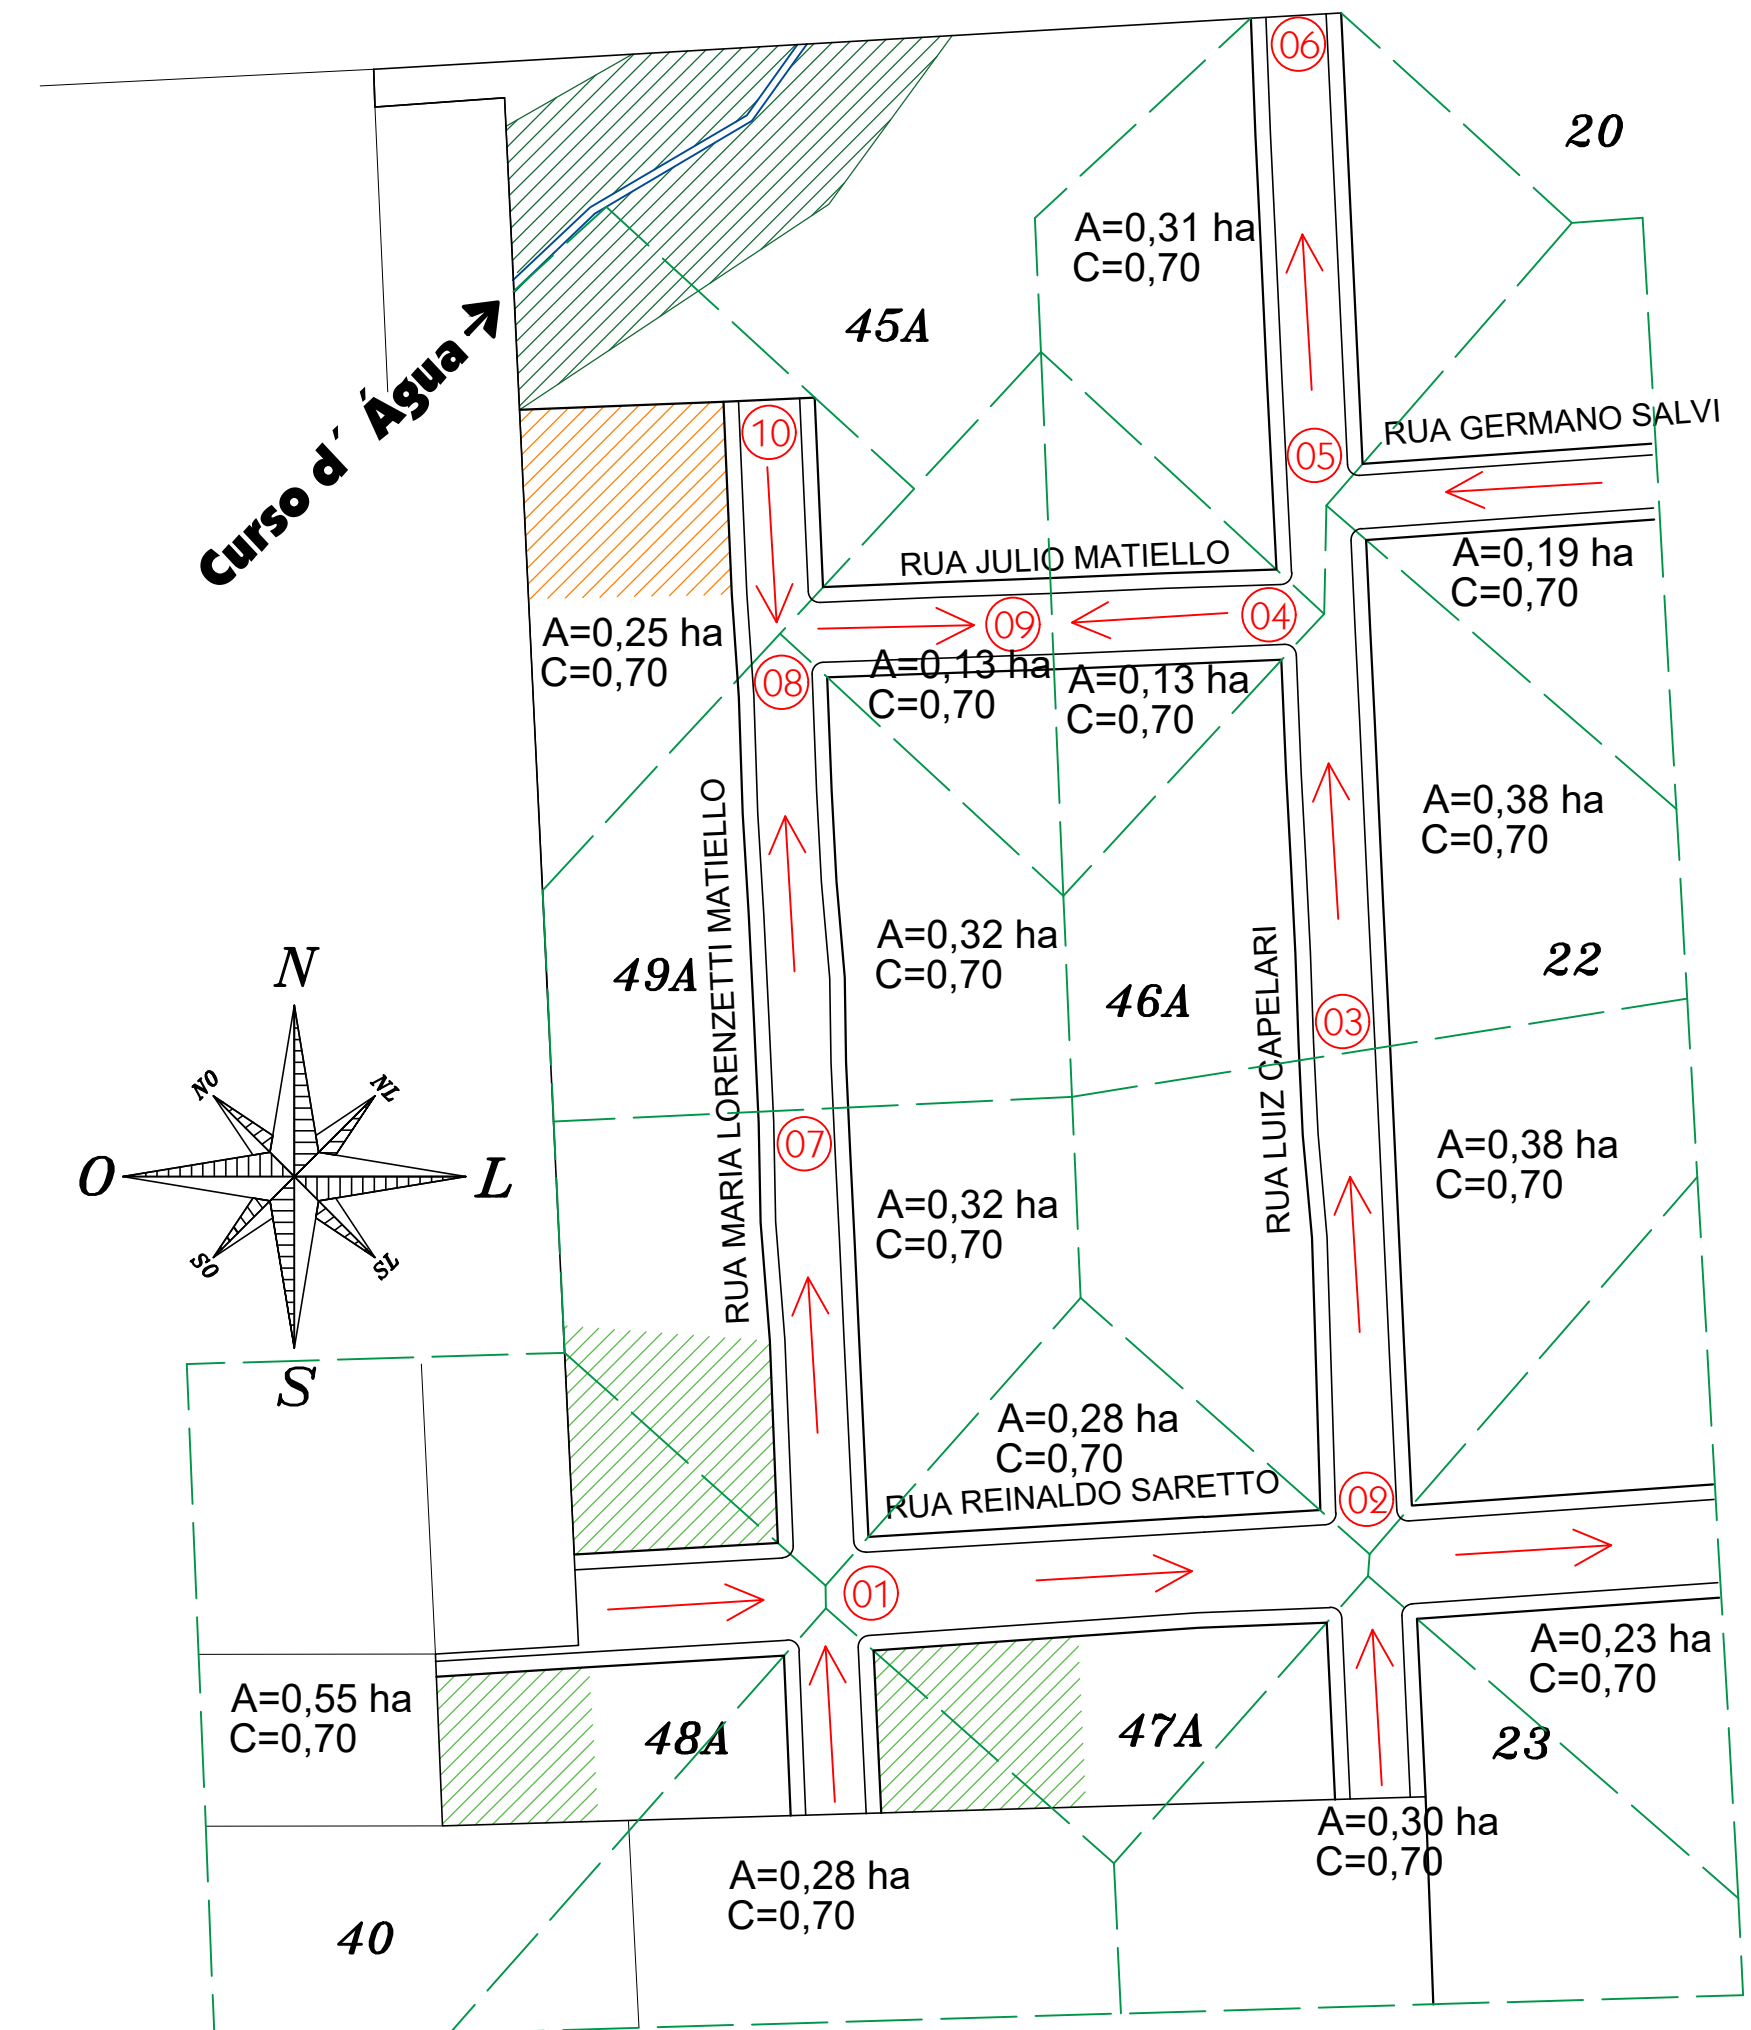 06
20
A=0,31 ha
C=0,70
45A
Curso d´ Água
RUA GERMANO SALVI
10
05
RUA JULIO MATIELLO
A=0,19 ha
C=0,70
09
04
A=0,25 ha
C=0,70
08
A=0,13 ha
C=0,70
A=0,13 ha
C=0,70
A=0,38 ha
C=0,70
RUA MARIA LORENZETTI MATIELLO
A=0,32 ha
C=0,70
49A
46A
RUA LUIZ CAPELARI
22
03
N
NO
NL
O
L
SO
SL
S
07
A=0,38 ha
C=0,70
A=0,32 ha
C=0,70
A=0,28 ha
C=0,70
RUA REINALDO SARETTO
02
01
A=0,23 ha
C=0,70
A=0,55 ha
C=0,70
48A
47A
23
A=0,30 ha
C=0,70
A=0,28 ha
C=0,70
40